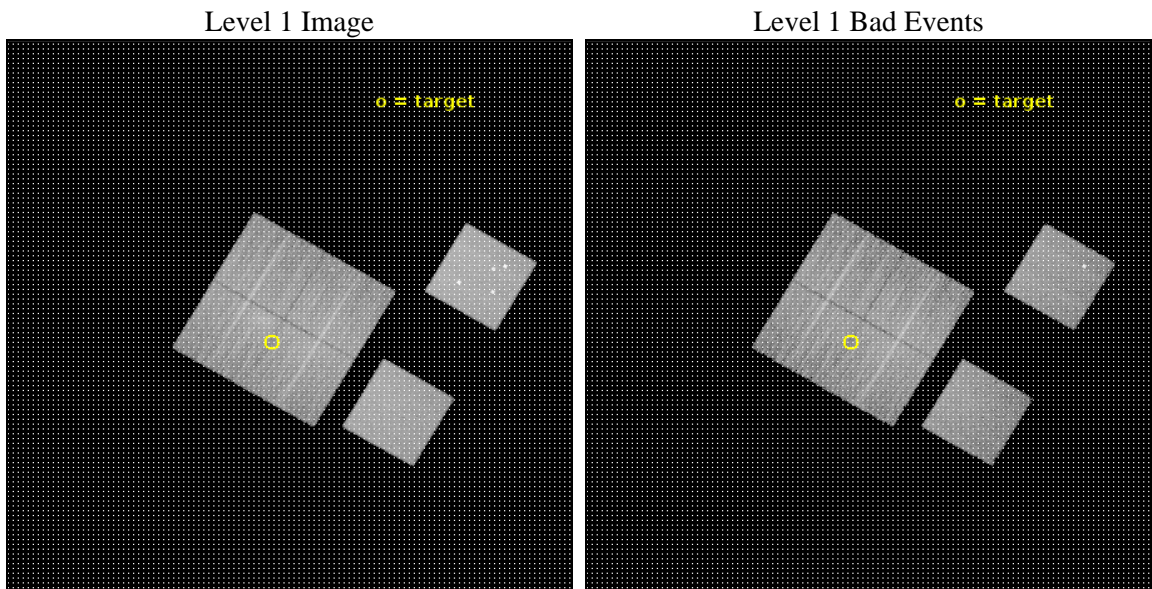 Level 1 Image
Level 1 Bad Events
o = target
o = target